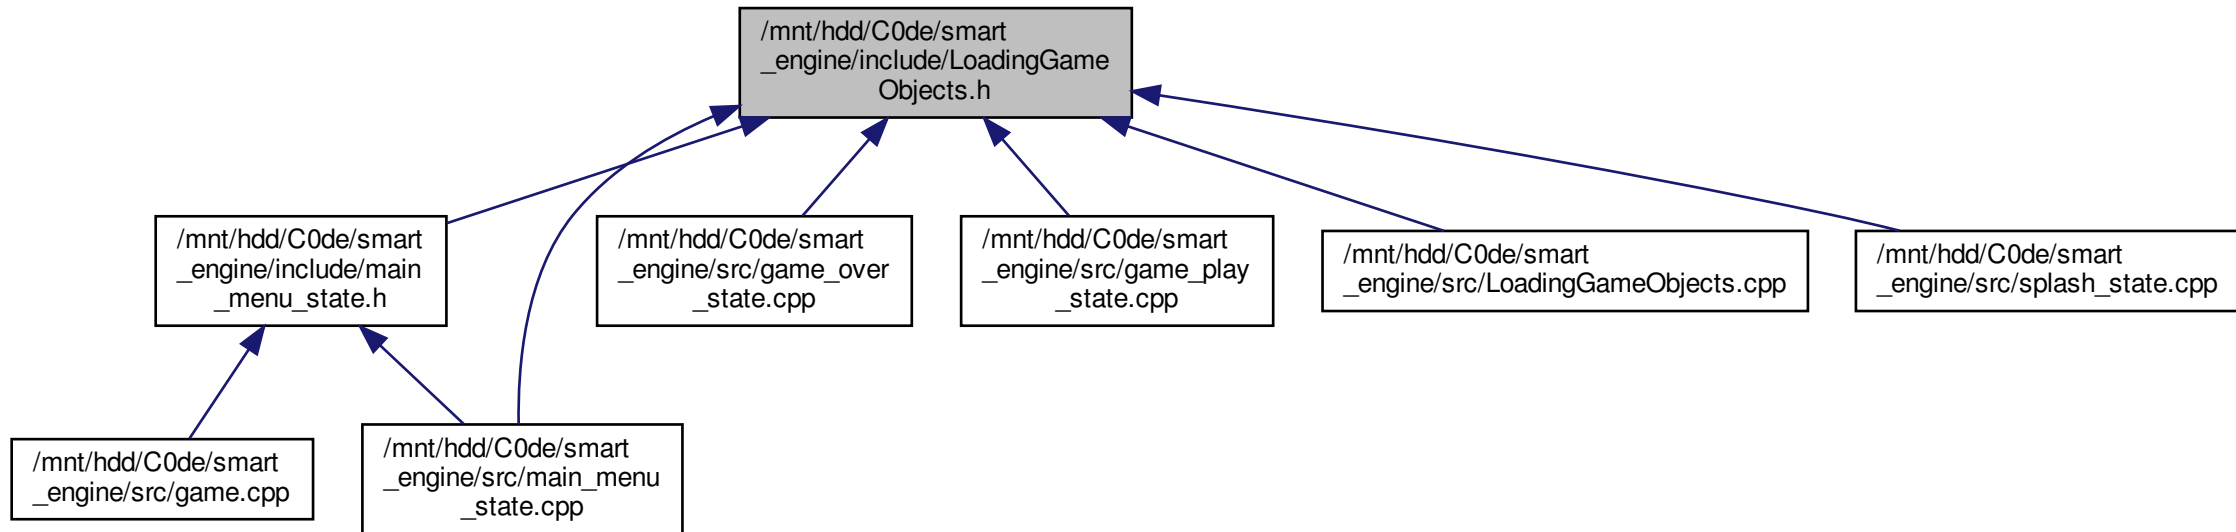 /mnt/hdd/C0de/smart
_engine/include/LoadingGame
Objects.h
/mnt/hdd/C0de/smart
_engine/include/main
_menu_state.h
/mnt/hdd/C0de/smart
_engine/src/game_over
_state.cpp
/mnt/hdd/C0de/smart
_engine/src/game_play
_state.cpp
/mnt/hdd/C0de/smart
_engine/src/LoadingGameObjects.cpp
/mnt/hdd/C0de/smart
_engine/src/splash_state.cpp
/mnt/hdd/C0de/smart
_engine/src/game.cpp
/mnt/hdd/C0de/smart
_engine/src/main_menu
_state.cpp